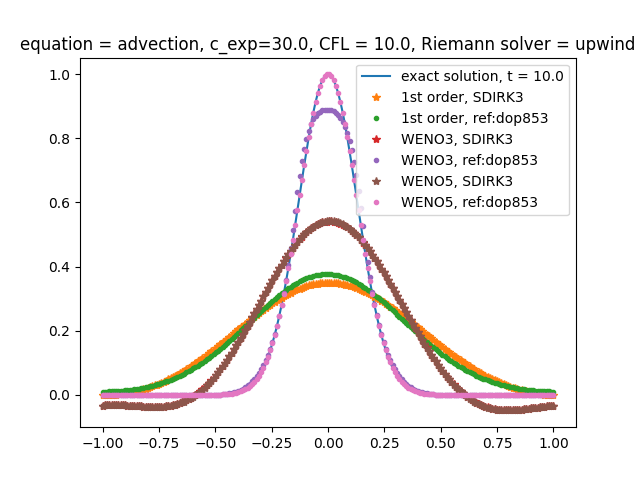 equation = advection, c_exp=30.0, CFL = 10.0, Riemann solver = upwind
exact solution, t = 10.0
1st order, SDIRK3
1st order, ref:dop853
WENO3, SDIRK3
WENO3, ref:dop853
WENO5, SDIRK3
WENO5, ref:dop853
1.0
0.8
0.6
0.4
0.2
0.0
−1.00 −0.75 −0.50 −0.25 0.00 0.25 0.50 0.75 1.00